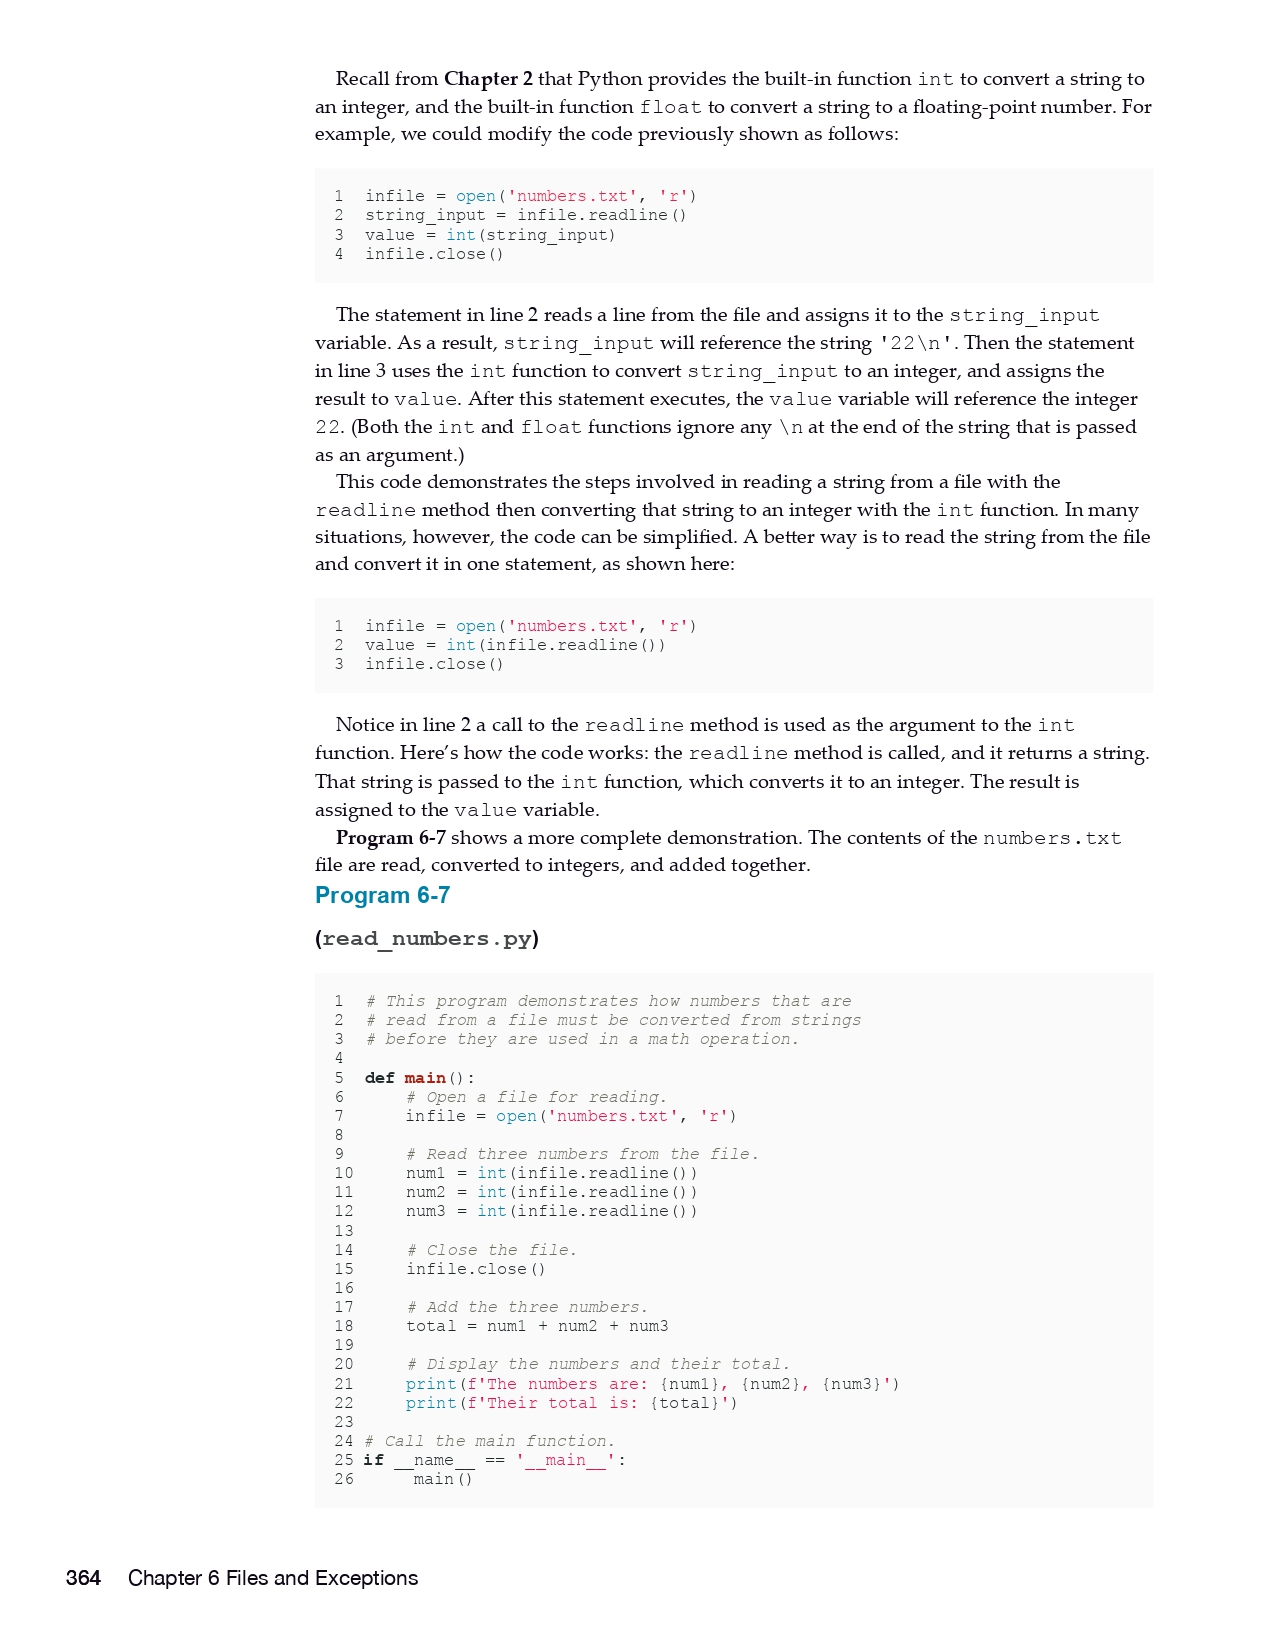 Recall from Chapter 2 that Python provides the built-in function int to convert a string to
an integer, and the built-in function float to convert a string to a floating-point number. For
example, we could modify the code previously shown as follows:
1 infile = open('numbers.txt', 'r')
2 string_input = infile.readline()
3 value = int(string_input)
4 infile.close()
The statement in line 2 reads a line from the file and assigns it to the string_input
variable. As a result, string_input will reference the string '22\n'. Then the statement
in line 3 uses the int function to convert string_input to an integer, and assigns the
result to value. After this statement executes, the value variable will reference the integer
22. (Both the int and float functions ignore any \n at the end of the string that is passed
as an argument.)
This code demonstrates the steps involved in reading a string from a file with the
readline method then converting that string to an integer with the int function. In many
situations, however, the code can be simplified. A better way is to read the string from the file
and convert it in one statement, as shown here:
1 infile = open('numbers.txt', 'r')
2 value = int(infile.readline())
3 infile.close()
Notice in line 2 a call to the readline method is used as the argument to the int
function. Here’s how the code works: the readline method is called, and it returns a string.
That string is passed to the int function, which converts it to an integer. The result is
assigned to the value variable.
Program 6-7 shows a more complete demonstration. The contents of the numbers.txt
file are read, converted to integers, and added together.
Program 6-7
(read_numbers.py)
1 # This program demonstrates how numbers that are
2 # read from a file must be converted from strings
3 # before they are used in a math operation.
4
5 def main():
6     # Open a file for reading.
7     infile = open('numbers.txt', 'r')
8
9     # Read three numbers from the file.
10     num1 = int(infile.readline())
11     num2 = int(infile.readline())
12     num3 = int(infile.readline())
13
14     # Close the file.
15     infile.close()
16
17     # Add the three numbers.
18     total = num1 + num2 + num3
19
20     # Display the numbers and their total.
21     print(f'The numbers are: {num1}, {num2}, {num3}')
22     print(f'Their total is: {total}')
23
24 # Call the main function.
25 if __name__ == '__main__':
26     main()
364 Chapter 6 Files and Exceptions